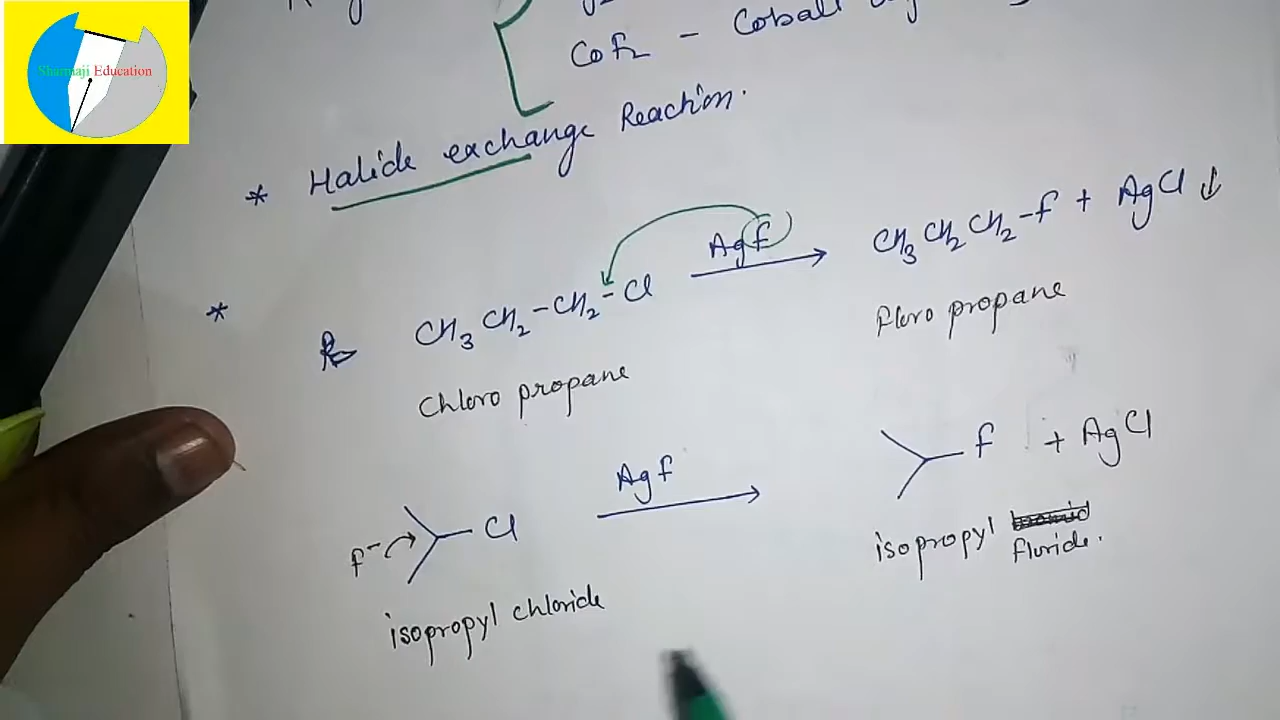 Sharmaji Education
CoF₂ - Cobalt
* Halide exchange Reaction.
AgF
* CH₃ CH₂-CH₂-Cl → CH₃ CH₂ CH₂-F + AgCl ↓
Chloro propane
Floro propane
AgF
F⁻ Cl → F + AgCl
isopropyl chloride
isopropyl
Fluride.